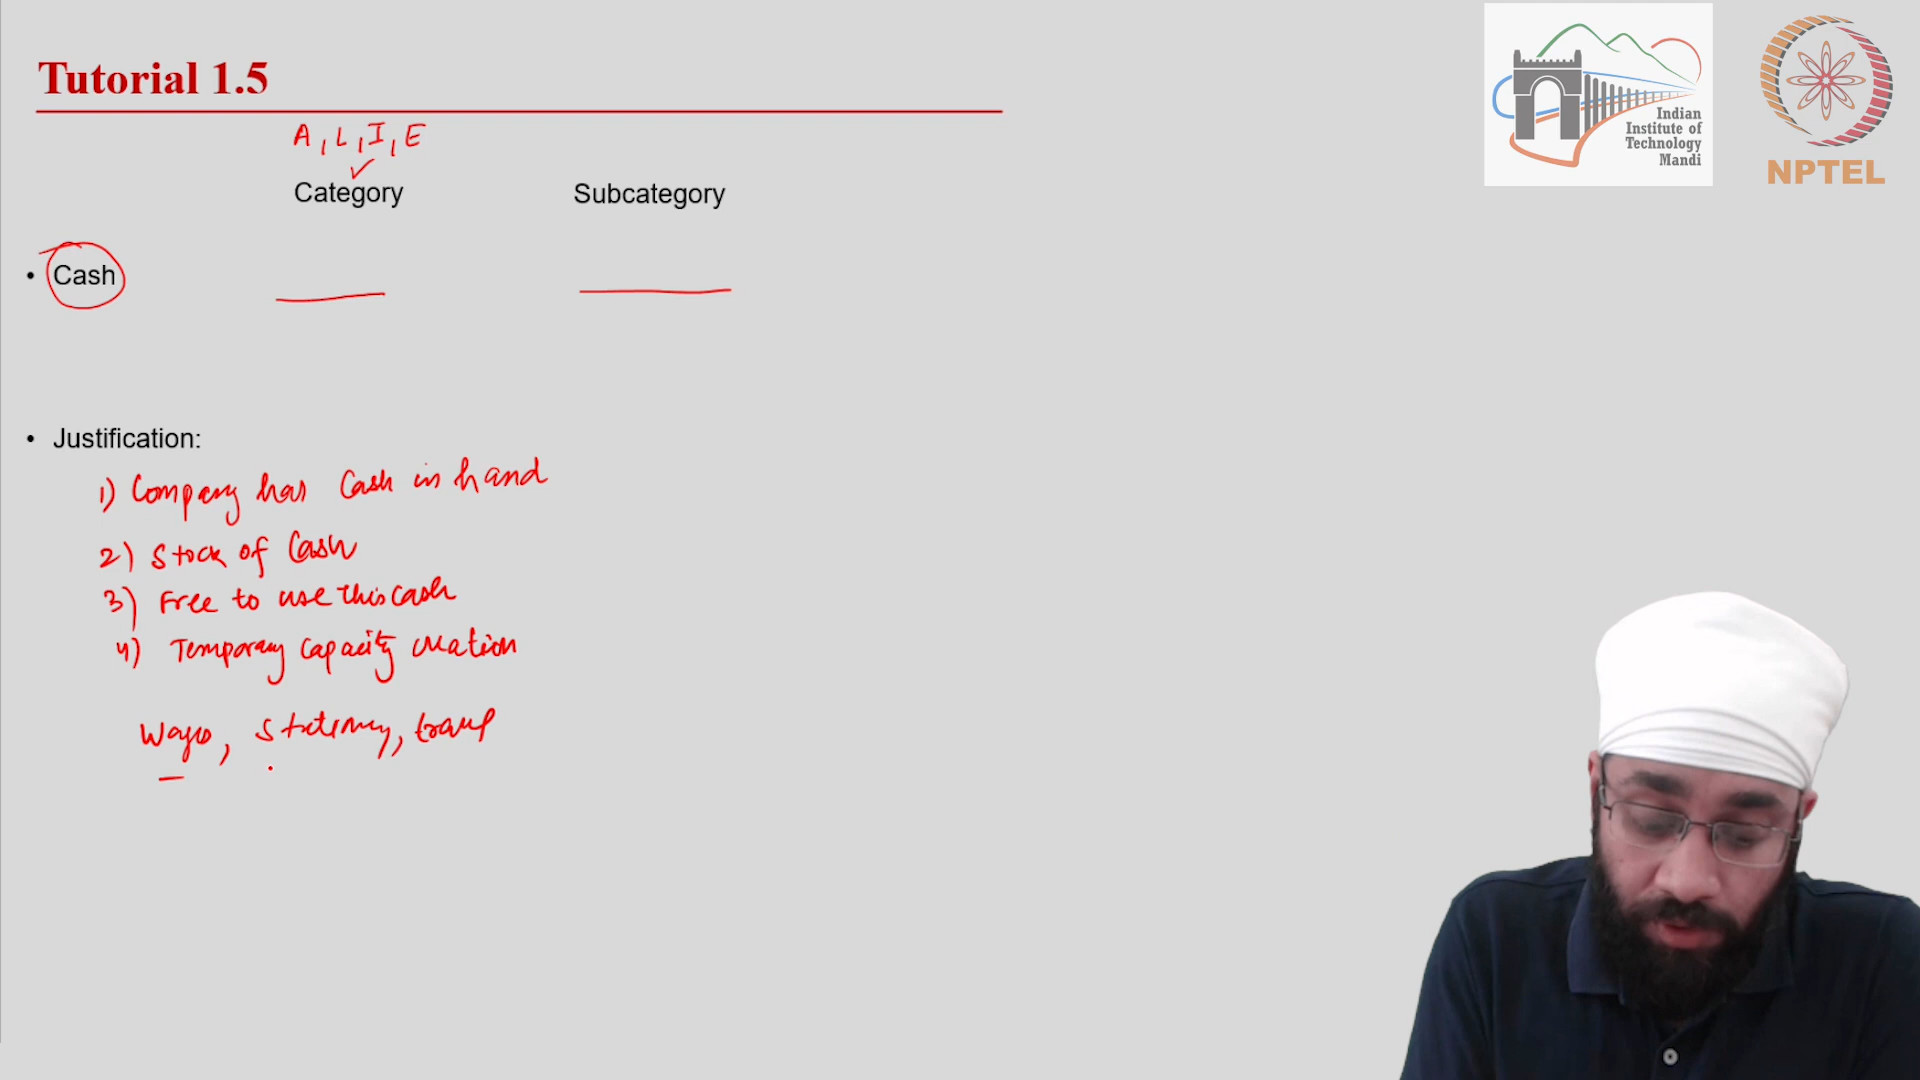 Tutorial 1.5
Indian
Institute of
Technology
Mandi
NPTEL
A, L, I, E
Category Subcategory
• Cash
• Justification:
1) Company has Cash in hand
2) Stock of Cash
3) Free to use this cash
4) Temporary capacity creation
Wages, Stationery,